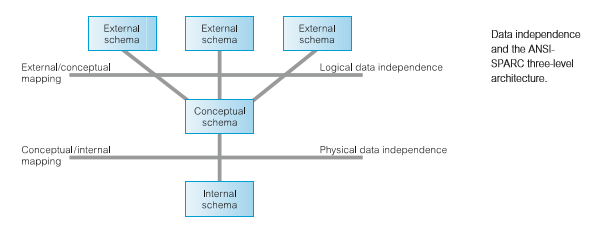 External
schema
External
schema
External
schema
External/conceptual
mapping
Logical data independence
Conceptual
schema
Conceptual/internal
mapping
Physical data independence
Internal
schema
Data independence
and the ANSI-
SPARC three-level
architecture.